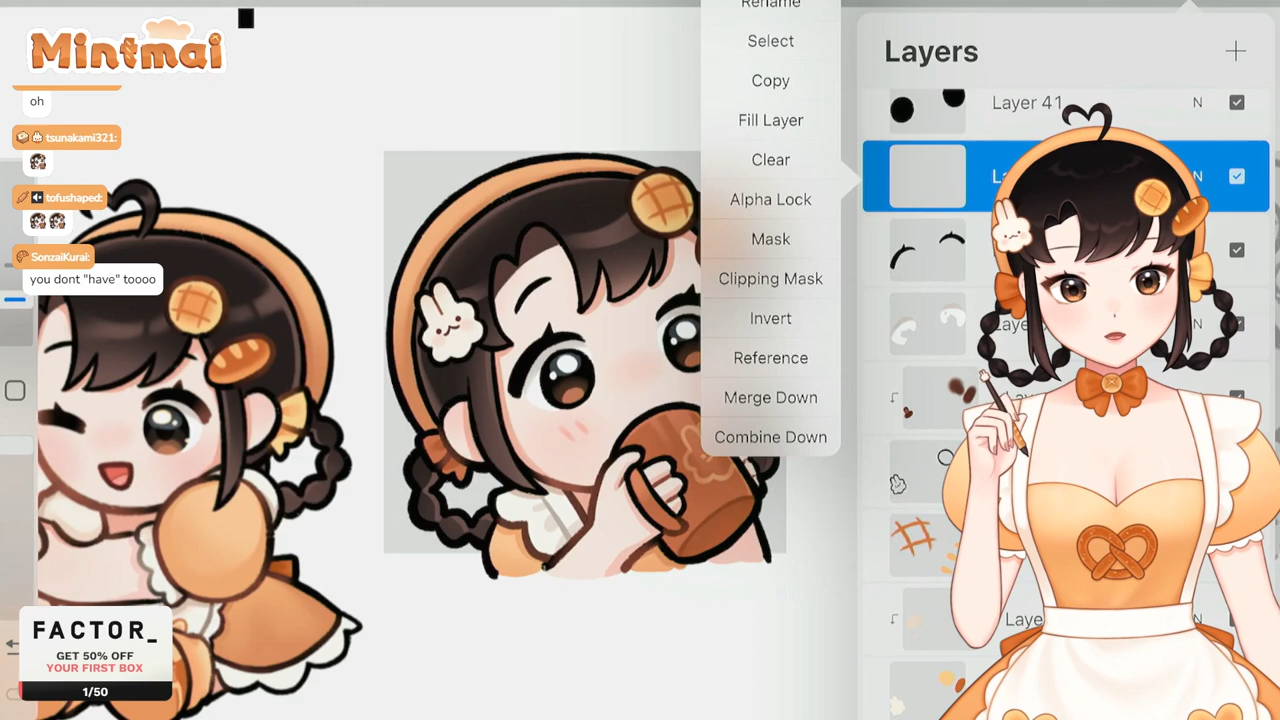 Mintmai
oh
tsunakami321:
tofushaped:
SonzaiKurai:
you dont "have" toooo
FACTOR_
GET 50% OFF
YOUR FIRST BOX
1/50
Rename
Select
Copy
Fill Layer
Clear
Alpha Lock
Mask
Clipping Mask
Invert
Reference
Merge Down
Combine Down
Layers
Layer 41
N
N
N
Laye
N